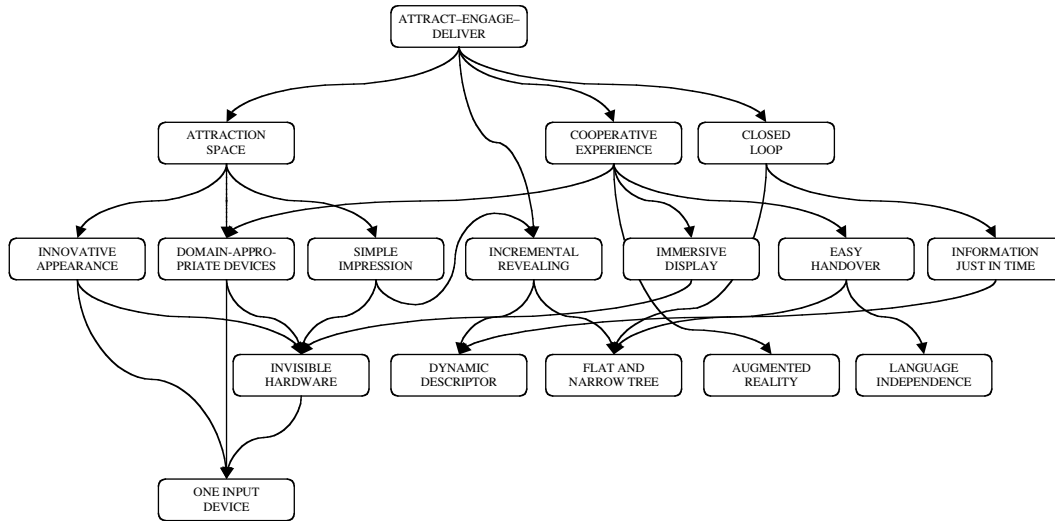 ATTRACT–ENGAGE–
DELIVER
ATTRACTION
SPACE
COOPERATIVE
EXPERIENCE
CLOSED
LOOP
INNOVATIVE
APPEARANCE
DOMAIN-APPRO-
PRIATE DEVICES
SIMPLE
IMPRESSION
INCREMENTAL
REVEALING
IMMERSIVE
DISPLAY
EASY
HANDOVER
INFORMATION
JUST IN TIME
INVISIBLE
HARDWARE
DYNAMIC
DESCRIPTOR
FLAT AND
NARROW TREE
AUGMENTED
REALITY
LANGUAGE
INDEPENDENCE
ONE INPUT
DEVICE